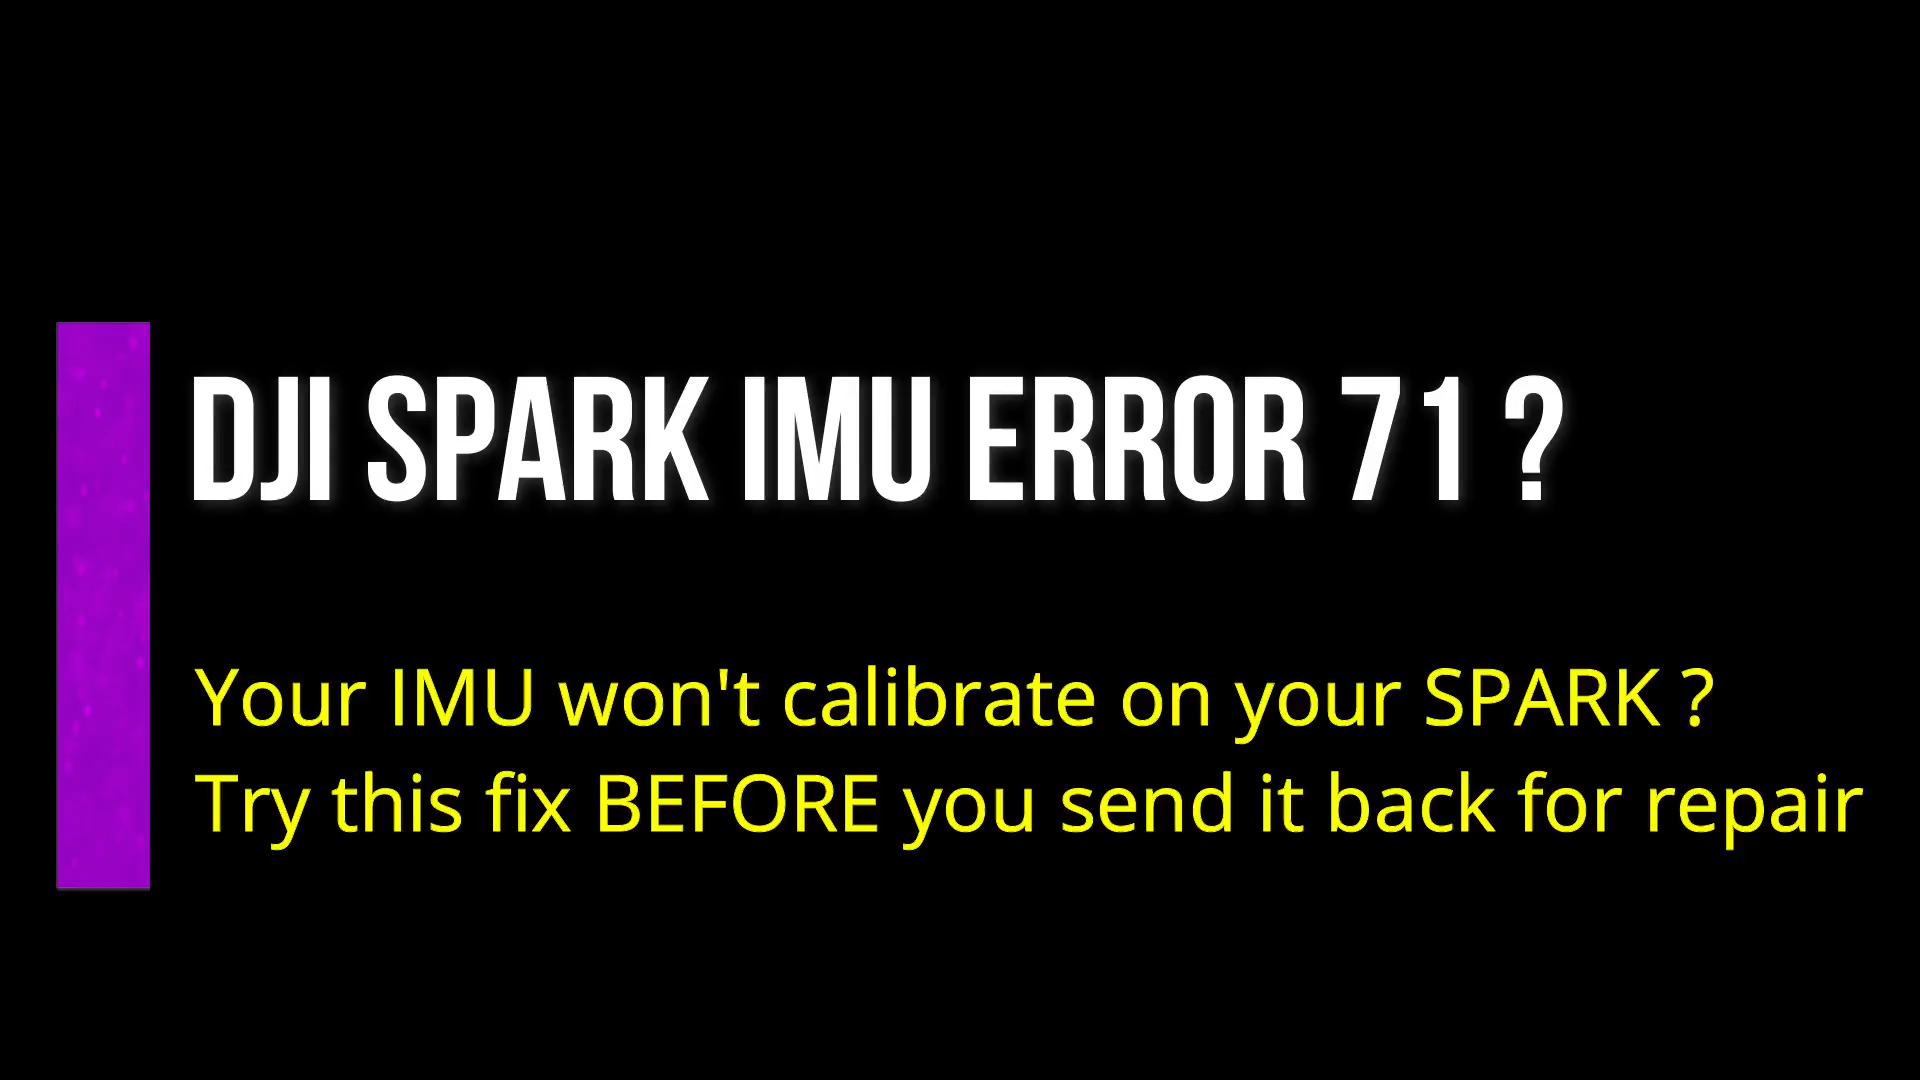 DJI SPARK IMU ERROR 71 ?
Your IMU won't calibrate on your SPARK ?
Try this fix BEFORE you send it back for repair